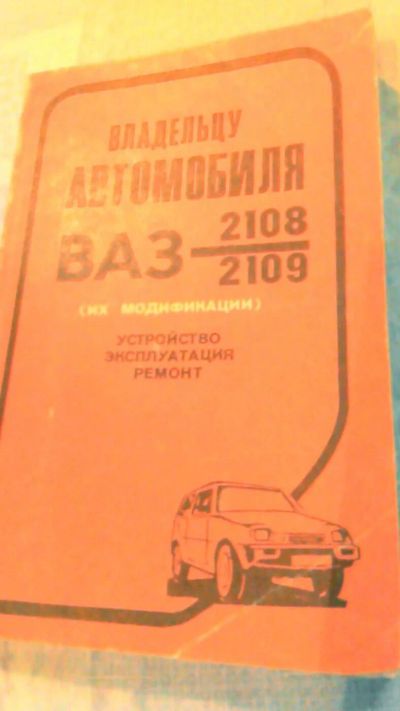 ВЛАДЕЛЬЦУ
АВТОМОБИЛЯ
ВАЗ 2108
2109
(ИХ МОДИФИКАЦИИ)
УСТРОЙСТВО
ЭКСПЛУАТАЦИЯ
РЕМОНТ